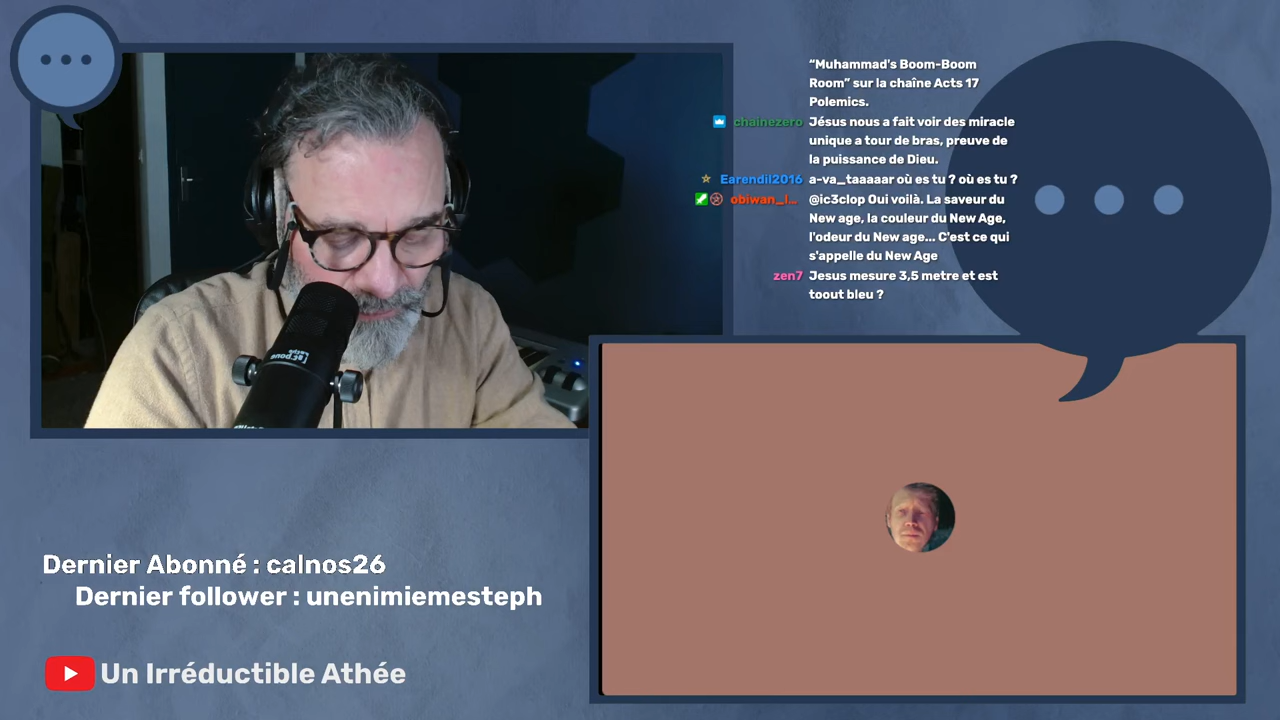 “Muhammad's Boom-Boom
Room” sur la chaîne Acts 17
Polemics.
chainezero Jésus nous a fait voir des miracle
unique a tour de bras, preuve de
la puissance de Dieu.
Earendil2016 a-va_taaaaar où es tu ? où es tu ?
obiwan_l... @ic3clop Oui voilà. La saveur du
New age, la couleur du New Age,
l'odeur du New age... C'est ce qui
s'appelle du New Age
zen7 Jesus mesure 3,5 metre et est
toout bleu ?
Dernier Abonné : calnos26
Dernier follower : unenimiemesteph
Un Irréductible Athée